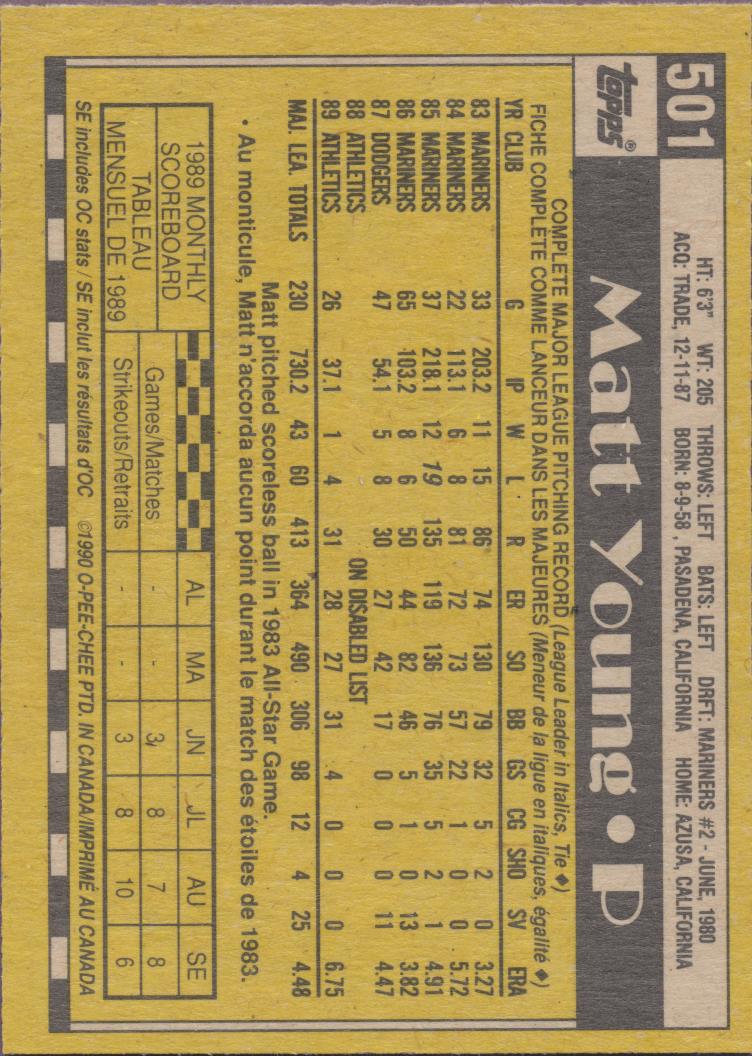 501
HT: 6'3" WT: 205 THROWS: LEFT BATS: LEFT DRFT: MARINERS #2 - JUNE, 1980
ACQ: TRADE, 12-11-87 BORN: 8-9-58, PASADENA, CALIFORNIA HOME: AZUSA, CALIFORNIA
topps® Matt Young • P
COMPLETE MAJOR LEAGUE PITCHING RECORD (League Leader in Italics, Tie ♦)
FICHE COMPLÈTE COMME LANCEUR DANS LES MAJEURES (Meneur de la ligue en italiques, égalité ♦)
YR CLUB G IP W L R ER SO BB GS CG SHO SV ERA
83 MARINERS 33 203.2 11 15 86 74 130 79 32 5 2 0 3.27
84 MARINERS 22 113.1 6 8 81 72 73 57 22 1 0 0 5.72
85 MARINERS 37 218.1 12 19 135 119 136 76 35 5 2 1 4.91
86 MARINERS 65 103.2 8 6 50 44 82 46 5 1 0 13 3.82
87 DODGERS 47 54.1 5 8 30 27 42 17 0 0 0 11 4.47
88 ATHLETICS ON DISABLED LIST
89 ATHLETICS 26 37.1 1 4 31 28 27 31 4 0 0 0 6.75
MAJ. LEA. TOTALS 230 730.2 43 60 413 364 490 306 98 12 4 25 4.48
Matt pitched scoreless ball in 1983 All-Star Game.
• Au monticule, Matt n'accorda aucun point durant le match des étoiles de 1983.
1989 MONTHLY SCOREBOARD
TABLEAU MENSUEL DE 1989
AL MA JN JL AU SE
Games/Matches - - 3 8 7 8
Strikeouts/Retraits - - 3 8 10 6
SE includes OC stats / SE inclut les résultats d'OC ©1990 O-PEE-CHEE PTD. IN CANADA/IMPRIMÉ AU CANADA